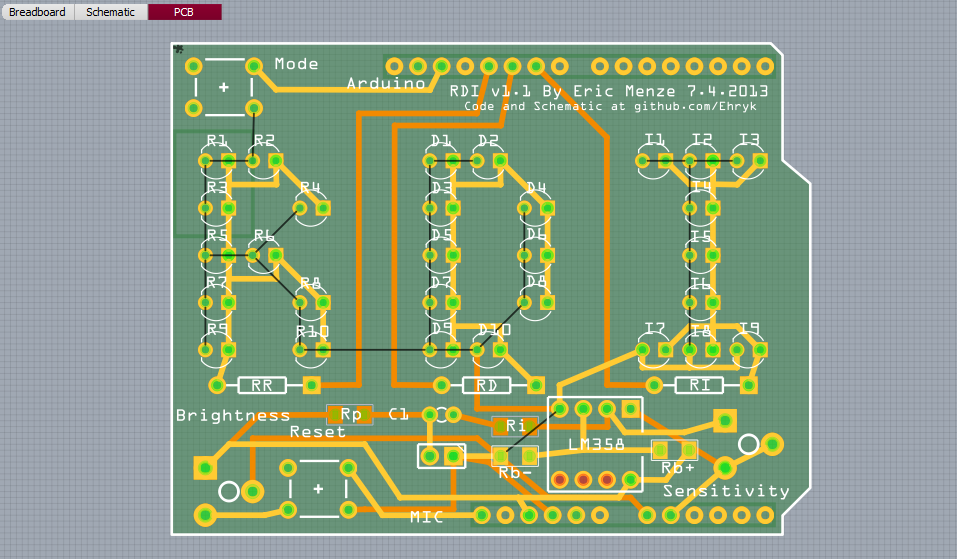 Breadboard Schematic PCB
Mode
Arduino
RDI v1.1 By Eric Menze 7.4.2013
Code and Schematic at github.com/Ehryk
R1 R2 D1 D2 I1 I2 I3
R3 R4 D3 D4 I4
R5 R6 D5 D6 I5
R7 R8 D7 D8 I6
R9 R10 D9 D10 I7 I8 I9
RR RD RI
Brightness Rp C1 Ri
Reset
LM358
Rb- Rb+
Sensitivity
MIC